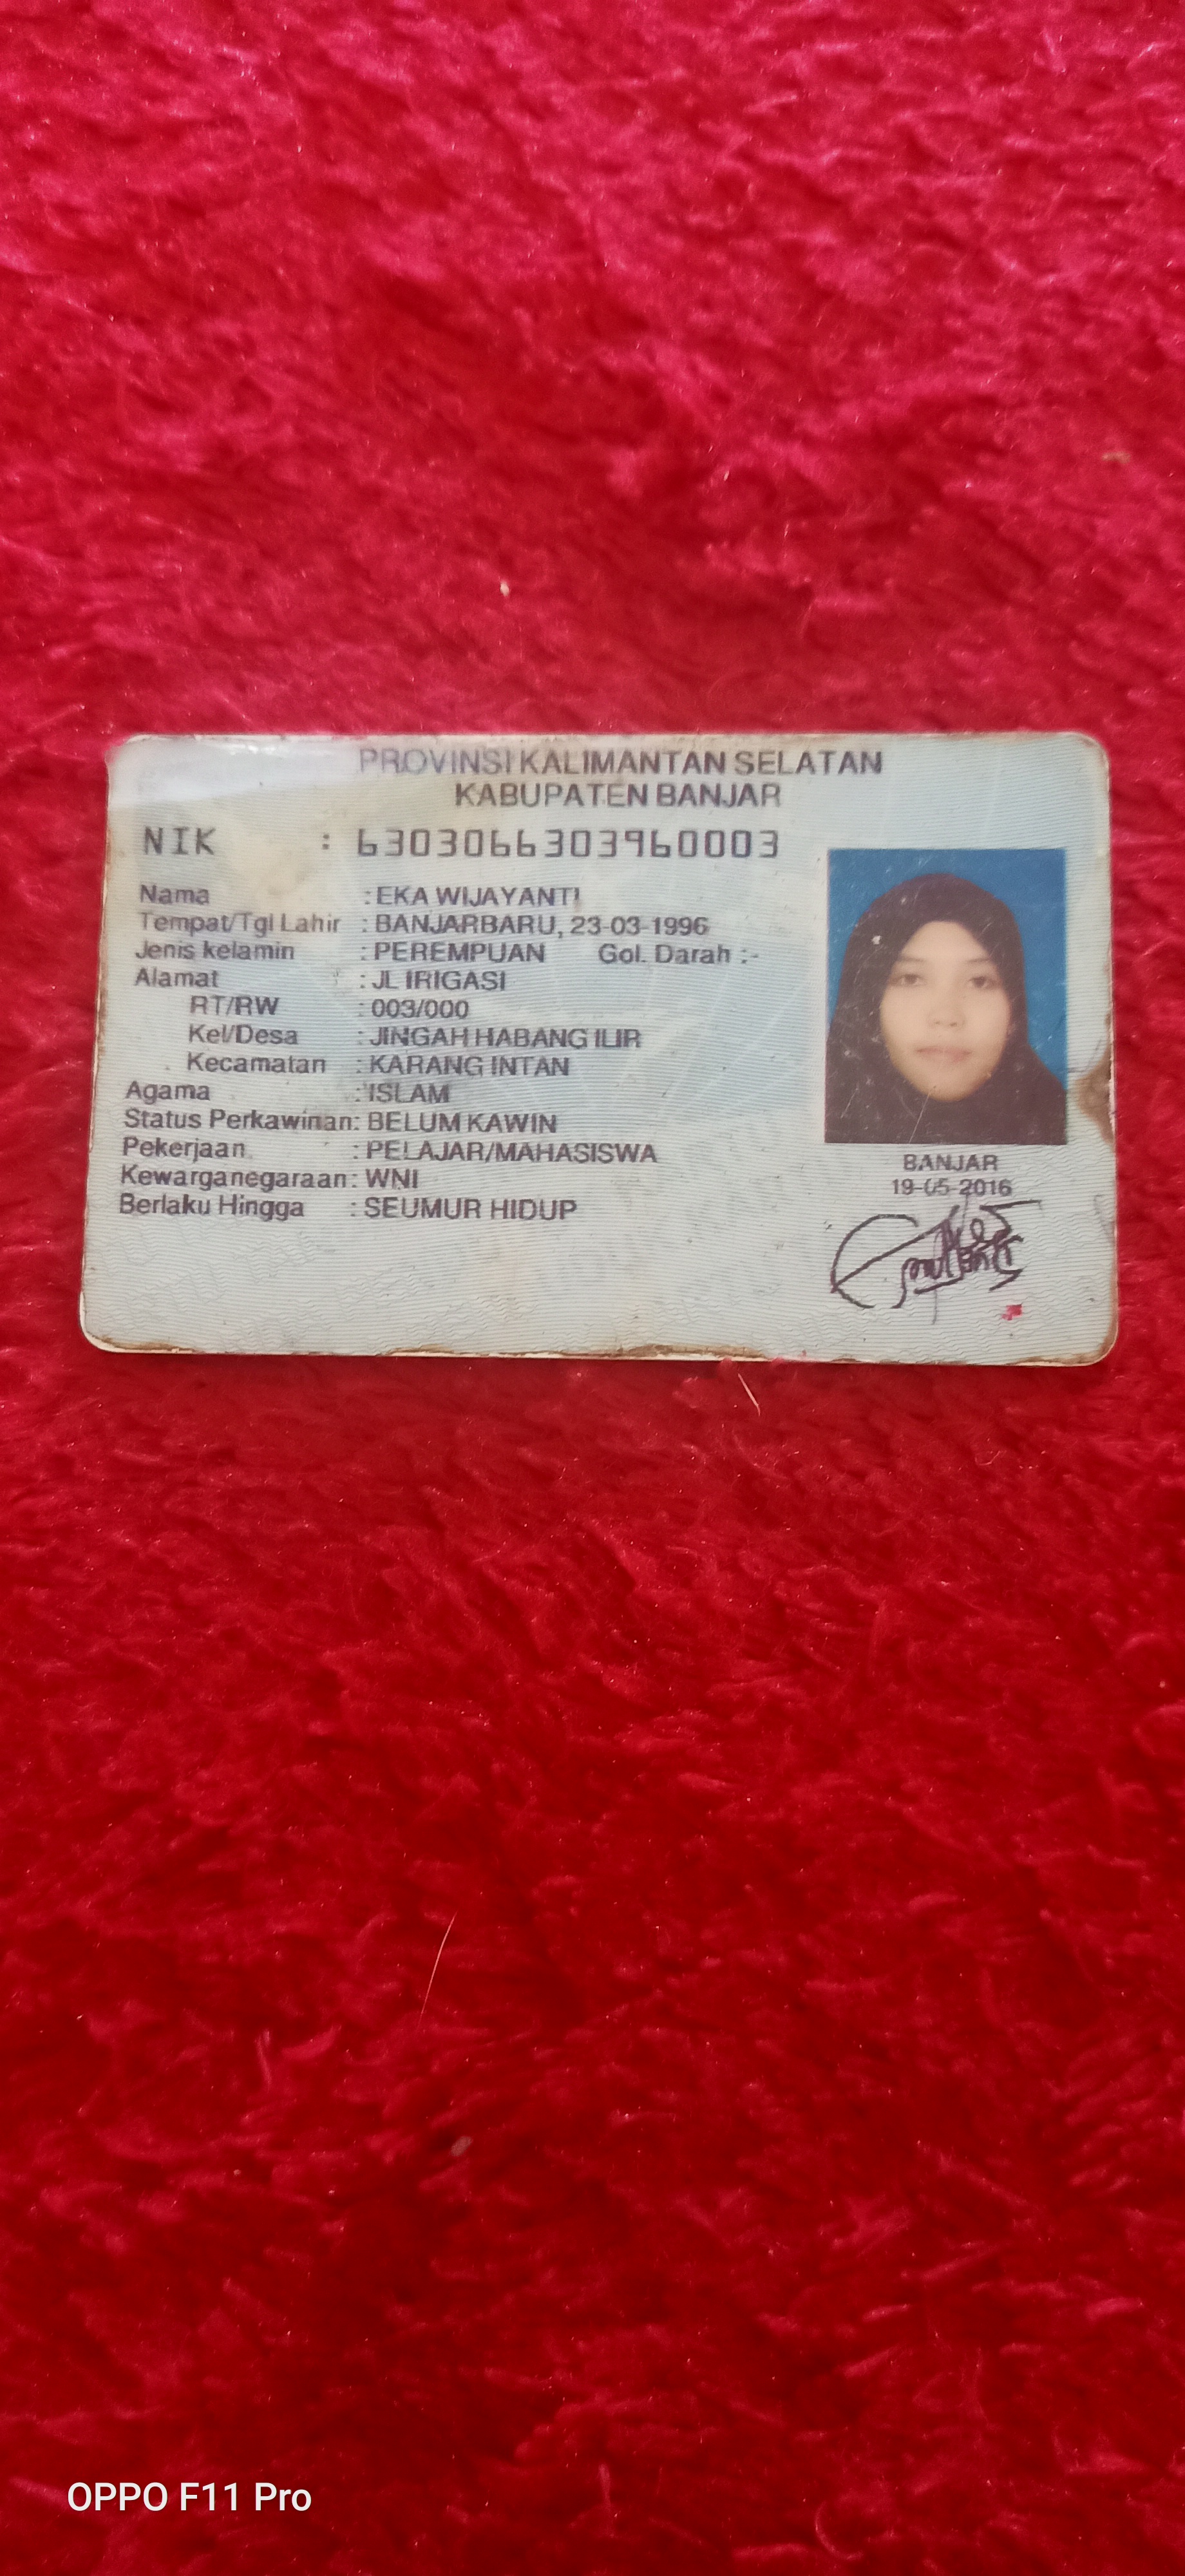 PROVINSI KALIMANTAN SELATAN
KABUPATEN BANJAR
NIK : 6303066303960003
Nama : EKA WIJAYANTI
Tempat/Tgl Lahir : BANJARBARU, 23-03-1996
Jenis kelamin : PEREMPUAN Gol. Darah :-
Alamat : JL IRIGASI
RT/RW : 003/000
Kel/Desa : JINGAH HABANG ILIR
Kecamatan : KARANG INTAN
Agama : ISLAM
Status Perkawinan: BELUM KAWIN
Pekerjaan : PELAJAR/MAHASISWA
Kewarganegaraan: WNI
Berlaku Hingga : SEUMUR HIDUP
BANJAR
19-05-2016
OPPO F11 Pro